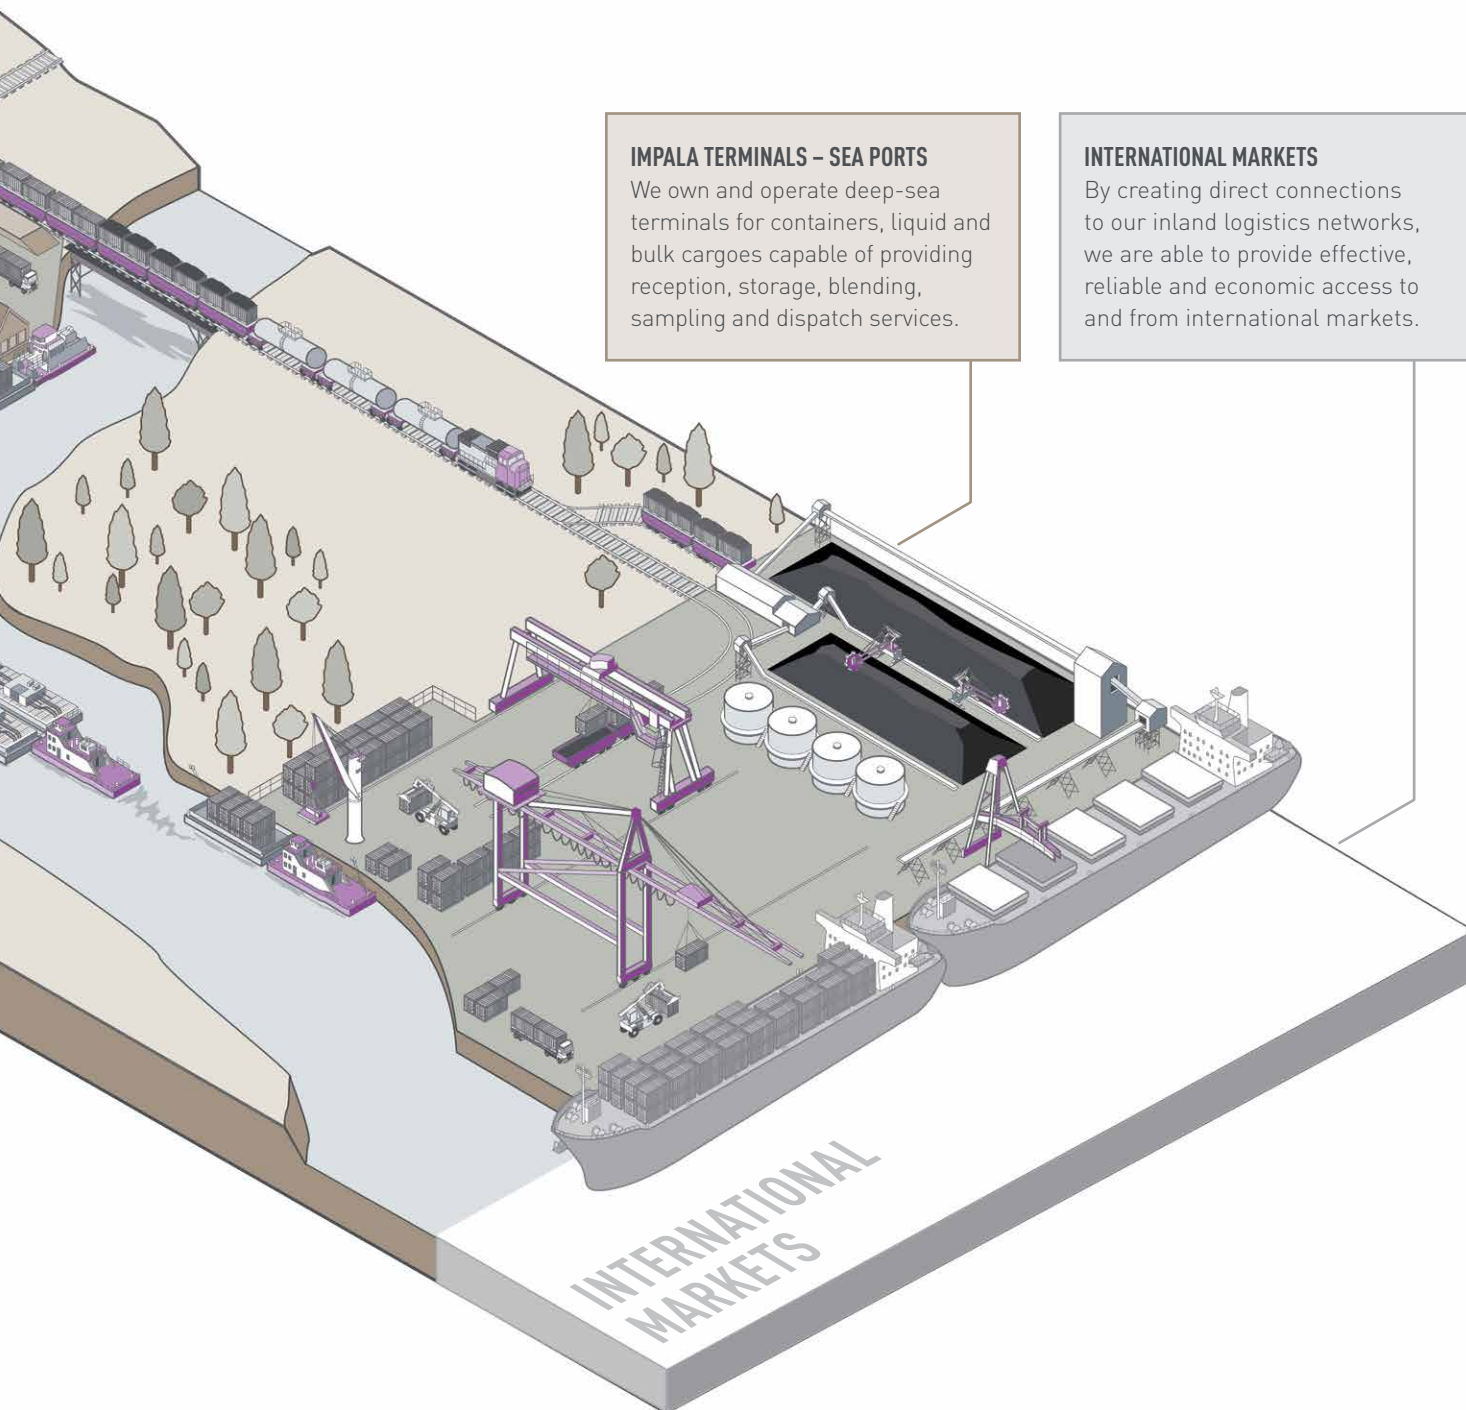 IMPALA TERMINALS – SEA PORTS
We own and operate deep-sea
terminals for containers, liquid and
bulk cargoes capable of providing
reception, storage, blending,
sampling and dispatch services.
INTERNATIONAL MARKETS
By creating direct connections
to our inland logistics networks,
we are able to provide effective,
reliable and economic access to
and from international markets.
INTERNATIONAL
MARKETS